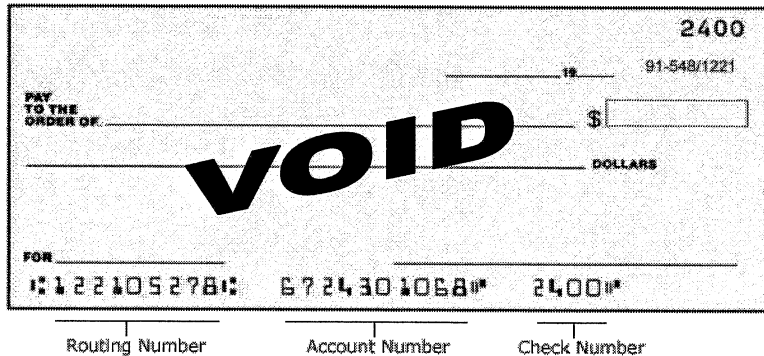 2400
19 91-548/1221
PAY
TO THE
ORDER OF $
VOID
DOLLARS
FOR
⑆122105278⑆ 6724301068⑈ 2400⑈
Routing Number Account Number Check Number